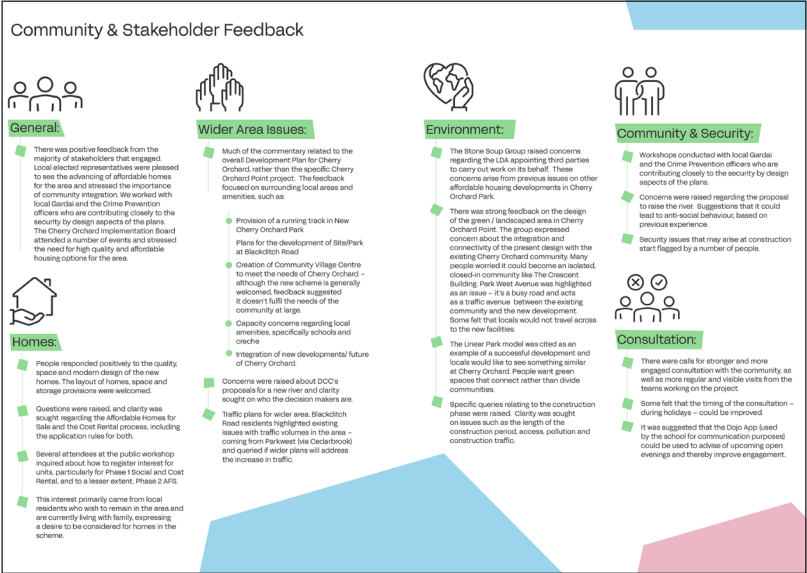 Community & Stakeholder Feedback
General:
There was positive feedback from the
majority of stakeholders that engaged.
Local elected representatives were pleased
to see the advancing of affordable homes
for the area and stressed the importance
of community integration. We worked with
local Gardai and the Crime Prevention
officers who are contributing closely to the
security by design aspects of the plans.
The Cherry Orchard Implementation Board
attended a number of events and stressed
the need for high quality and affordable
housing options for the area.
Homes:
People responded positively to the quality,
space and modern design of the new
homes. The layout of homes, space and
storage provisions were welcomed.
Questions were raised, and clarity was
sought regarding the Affordable Homes for
Sale and the Cost Rental process, including
the application rules for both.
Several attendees at the public workshop
inquired about how to register interest for
units, particularly for Phase 1 Social and Cost
Rental, and to a lesser extent, Phase 2 AFS.
This interest primarily came from local
residents who wish to remain in the area and
are currently living with family, expressing
a desire to be considered for homes in the
scheme.
Wider Area Issues:
Much of the commentary related to the
overall Development Plan for Cherry
Orchard, rather than the specific Cherry
Orchard Point project. The feedback
focused on surrounding local areas and
amenities, such as:
Provision of a running track in New
Cherry Orchard Park
Plans for the development of Site/Park
at Blackditch Road
Creation of Community Village Centre
to meet the needs of Cherry Orchard –
although the new scheme is generally
welcomed, feedback suggested
it doesn't fulfil the needs of the
community at large.
Capacity concerns regarding local
amenities, specifically schools and
creche
Integration of new developments/ future
of Cherry Orchard.
Concerns were raised about DCC's
proposals for a new river and clarity
sought on who the decision makers are.
Traffic plans for wider area. Blackditch
Road residents highlighted existing
issues with traffic volumes in the area –
coming from Parkwest (via Cedarbrook)
and queried if wider plans will address
the increase in traffic.
Environment:
The Stone Soup Group raised concerns
regarding the LDA appointing third parties
to carry out work on its behalf. These
concerns arise from previous issues on other
affordable housing developments in Cherry
Orchard Park.
There was strong feedback on the design
of the green / landscaped area in Cherry
Orchard Point. The group expressed
concern about the integration and
connectivity of the present design with the
existing Cherry Orchard community. Many
people worried it could become an isolated,
closed-in community like The Crescent
Building. Park West Avenue was highlighted
as an issue – it's a busy road and acts
as a traffic avenue between the existing
community and the new development.
Some felt that locals would not travel across
to the new facilities.
The Linear Park model was cited as an
example of a successful development and
locals would like to see something similar
at Cherry Orchard. People want green
spaces that connect rather than divide
communities.
Specific queries relating to the construction
phase were raised. Clarity was sought
on issues such as the length of the
construction period, access, pollution and
construction traffic.
Community & Security:
Workshops conducted with local Gardai
and the Crime Prevention officers who are
contributing closely to the security by design
aspects of the plans.
Concerns were raised regarding the proposal
to raise the river. Suggestions that it could
lead to anti-social behaviour, based on
previous experience.
Security issues that may arise at construction
start flagged by a number of people.
Consultation:
There were calls for stronger and more
engaged consultation with the community, as
well as more regular and visible visits from the
teams working on the project.
Some felt that the timing of the consultation –
during holidays – could be improved.
It was suggested that the Dojo App (used
by the school for communication purposes)
could be used to advise of upcoming open
evenings and thereby improve engagement.